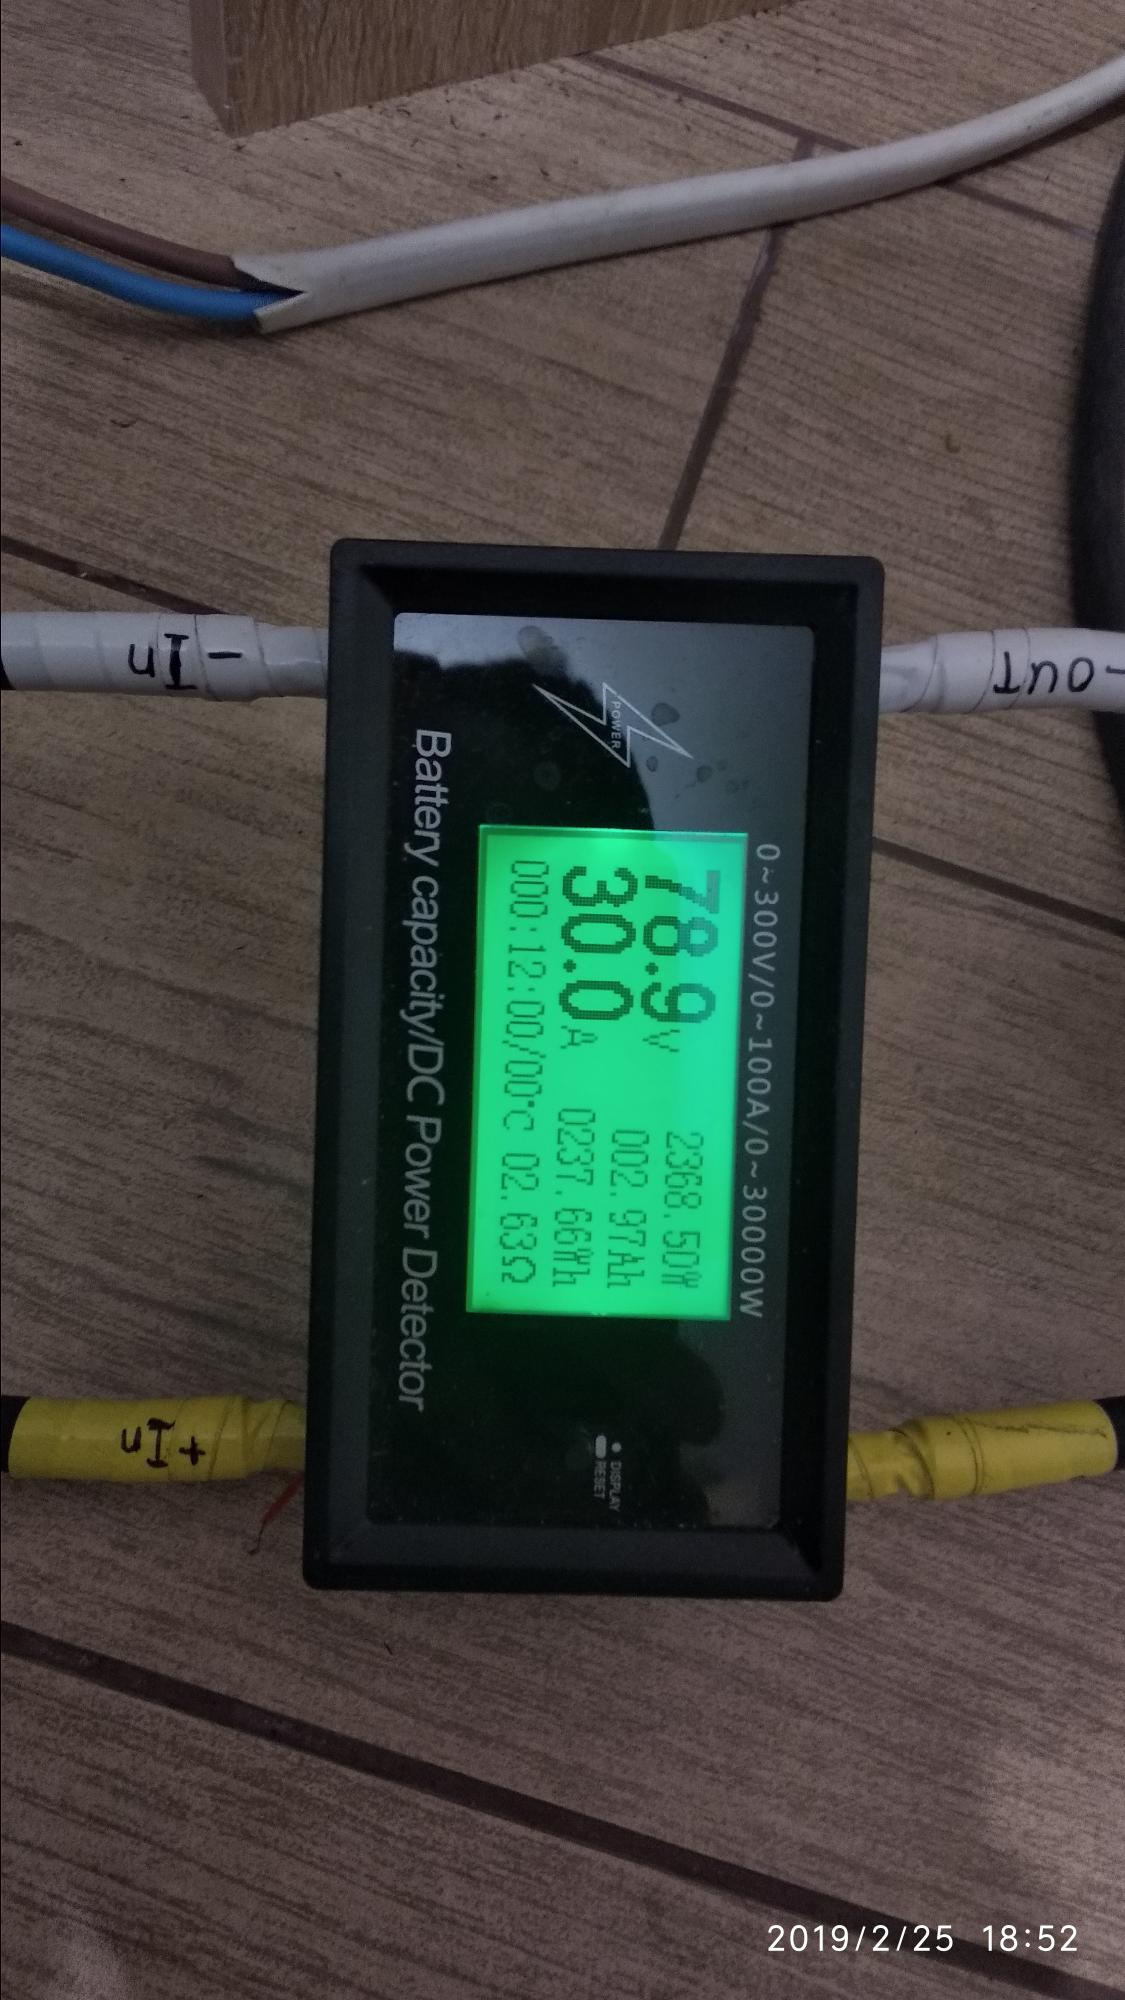 0~300V/0~100A/0~30000W
POWER
78.9V
30.0A
2368.50W
002.97Ah
0237.66Wh
000:12:00/00℃ 02.63Ω
DISPLAY
RESET
Battery capacity/DC Power Detector
- In
-OUT
+ In
2019/2/25 18:52